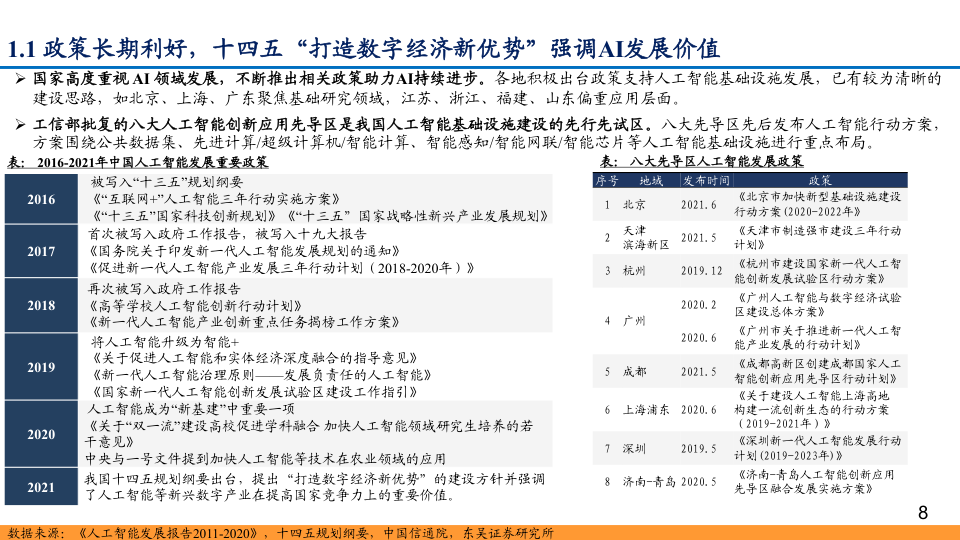 1.1 政策长期利好，十四五“打造数字经济新优势”强调AI发展价值
➢ 国家高度重视 AI 领域发展，不断推出相关政策助力AI持续进步。各地积极出台政策支持人工智能基础设施发展，已有较为清晰的
建设思路，如北京、上海、广东聚焦基础研究领域，江苏、浙江、福建、山东偏重应用层面。
➢ 工信部批复的八大人工智能创新应用先导区是我国人工智能基础设施建设的先行先试区。八大先导区先后发布人工智能行动方案，
方案围绕公共数据集、先进计算/超级计算机/智能计算、智能感知/智能网联/智能芯片等人工智能基础设施进行重点布局。
表： 2016-2021年中国人工智能发展重要政策
2016
被写入“十三五”规划纲要
《“互联网+”人工智能三年行动实施方案》
《“十三五”国家科技创新规划》《“十三五” 国家战略性新兴产业发展规划》
2017
首次被写入政府工作报告，被写入十九大报告
《国务院关于印发新一代人工智能发展规划的通知》
《促进新一代人工智能产业发展三年行动计划（2018-2020年）》
2018
再次被写入政府工作报告
《高等学校人工智能创新行动计划》
《新一代人工智能产业创新重点任务揭榜工作方案》
2019
将人工智能升级为智能+
《关于促进人工智能和实体经济深度融合的指导意见》
《新一代人工智能治理原则——发展负责任的人工智能》
《国家新一代人工智能创新发展试验区建设工作指引》
2020
人工智能成为“新基建”中重要一项
《关于“双一流”建设高校促进学科融合 加快人工智能领域研究生培养的若
干意见》
中央与一号文件提到加快人工智能等技术在农业领域的应用
2021
我国十四五规划纲要出台，提出 “打造数字经济新优势” 的建设方针并强调
了人工智能等新兴数字产业在提高国家竞争力上的重要价值。
表： 八大先导区人工智能发展政策
序号 地域 发布时间 政策
1 北京 2021.6 《北京市加快新型基础设施建设
行动方案(2020-2022年》
2 天津
滨海新区 2021.5 《天津市制造强市建设三年行动
计划》
3 杭州 2019.12 《杭州市建设国家新一代人工智
能创新发展试验区行动方案》
4 广州 2020.2 《广州人工智能与数字经济试验
区建设总体方案》
2020.6 《广州市关于推进新一代人工智
能产业发展的行动计划》
5 成都 2021.5 《成都高新区创建成都国家人工
智能创新应用先导区行动计划》
6 上海浦东 2020.6 《关于建设人工智能上海高地
构建一流创新生态的行动方案
(2019-2021年）》
7 深圳 2019.5 《深圳新一代人工智能发展行动
计划(2019-2023年)》
8 济南-青岛 2020.5 《济南-青岛人工智能创新应用
先导区融合发展实施方案》
8
数据来源：《人工智能发展报告2011-2020》，十四五规划纲要，中国信通院，东吴证券研究所